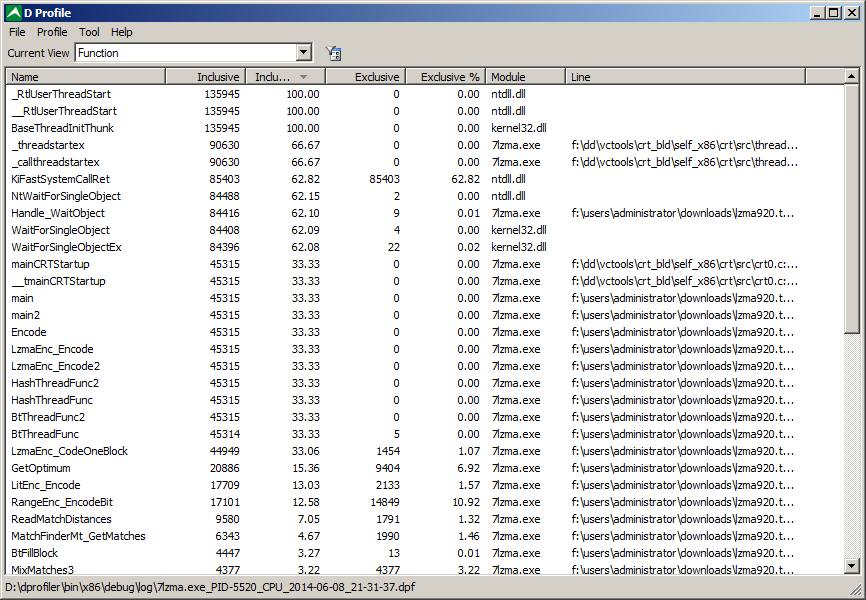 D Profile
File Profile Tool Help
Current View Function
Name Inclusive Inclu... Exclusive Exclusive % Module Line
_RtlUserThreadStart 135945 100.00 0 0.00 ntdll.dll
__RtlUserThreadStart 135945 100.00 0 0.00 ntdll.dll
BaseThreadInitThunk 135945 100.00 0 0.00 kernel32.dll
_threadstartex 90630 66.67 0 0.00 7lzma.exe f:\dd\vctools\crt_bld\self_x86\crt\src\thread...
_callthreadstartex 90630 66.67 0 0.00 7lzma.exe f:\dd\vctools\crt_bld\self_x86\crt\src\thread...
KiFastSystemCallRet 85403 62.82 85403 62.82 ntdll.dll
NtWaitForSingleObject 84488 62.15 2 0.00 ntdll.dll
Handle_WaitObject 84416 62.10 9 0.01 7lzma.exe f:\users\administrator\downloads\lzma920.t...
WaitForSingleObject 84408 62.09 4 0.00 kernel32.dll
WaitForSingleObjectEx 84396 62.08 22 0.02 kernel32.dll
mainCRTStartup 45315 33.33 0 0.00 7lzma.exe f:\dd\vctools\crt_bld\self_x86\crt\src\crt0.c:...
__tmainCRTStartup 45315 33.33 0 0.00 7lzma.exe f:\dd\vctools\crt_bld\self_x86\crt\src\crt0.c:...
main 45315 33.33 0 0.00 7lzma.exe f:\users\administrator\downloads\lzma920.t...
main2 45315 33.33 0 0.00 7lzma.exe f:\users\administrator\downloads\lzma920.t...
Encode 45315 33.33 0 0.00 7lzma.exe f:\users\administrator\downloads\lzma920.t...
LzmaEnc_Encode 45315 33.33 0 0.00 7lzma.exe f:\users\administrator\downloads\lzma920.t...
LzmaEnc_Encode2 45315 33.33 0 0.00 7lzma.exe f:\users\administrator\downloads\lzma920.t...
HashThreadFunc2 45315 33.33 0 0.00 7lzma.exe f:\users\administrator\downloads\lzma920.t...
HashThreadFunc 45315 33.33 0 0.00 7lzma.exe f:\users\administrator\downloads\lzma920.t...
BtThreadFunc2 45315 33.33 0 0.00 7lzma.exe f:\users\administrator\downloads\lzma920.t...
BtThreadFunc 45314 33.33 5 0.00 7lzma.exe f:\users\administrator\downloads\lzma920.t...
LzmaEnc_CodeOneBlock 44949 33.06 1454 1.07 7lzma.exe f:\users\administrator\downloads\lzma920.t...
GetOptimum 20886 15.36 9404 6.92 7lzma.exe f:\users\administrator\downloads\lzma920.t...
LitEnc_Encode 17709 13.03 2133 1.57 7lzma.exe f:\users\administrator\downloads\lzma920.t...
RangeEnc_EncodeBit 17101 12.58 14849 10.92 7lzma.exe f:\users\administrator\downloads\lzma920.t...
ReadMatchDistances 9580 7.05 1791 1.32 7lzma.exe f:\users\administrator\downloads\lzma920.t...
MatchFinderMt_GetMatches 6343 4.67 1990 1.46 7lzma.exe f:\users\administrator\downloads\lzma920.t...
BtFillBlock 4447 3.27 13 0.01 7lzma.exe f:\users\administrator\downloads\lzma920.t...
MixMatches3 4377 3.22 4377 3.22 7lzma.exe f:\users\administrator\downloads\lzma920.t...
D:\dprofiler\bin\x86\debug\log\7lzma.exe_PID-5520_CPU_2014-06-08_21-31-37.dpf